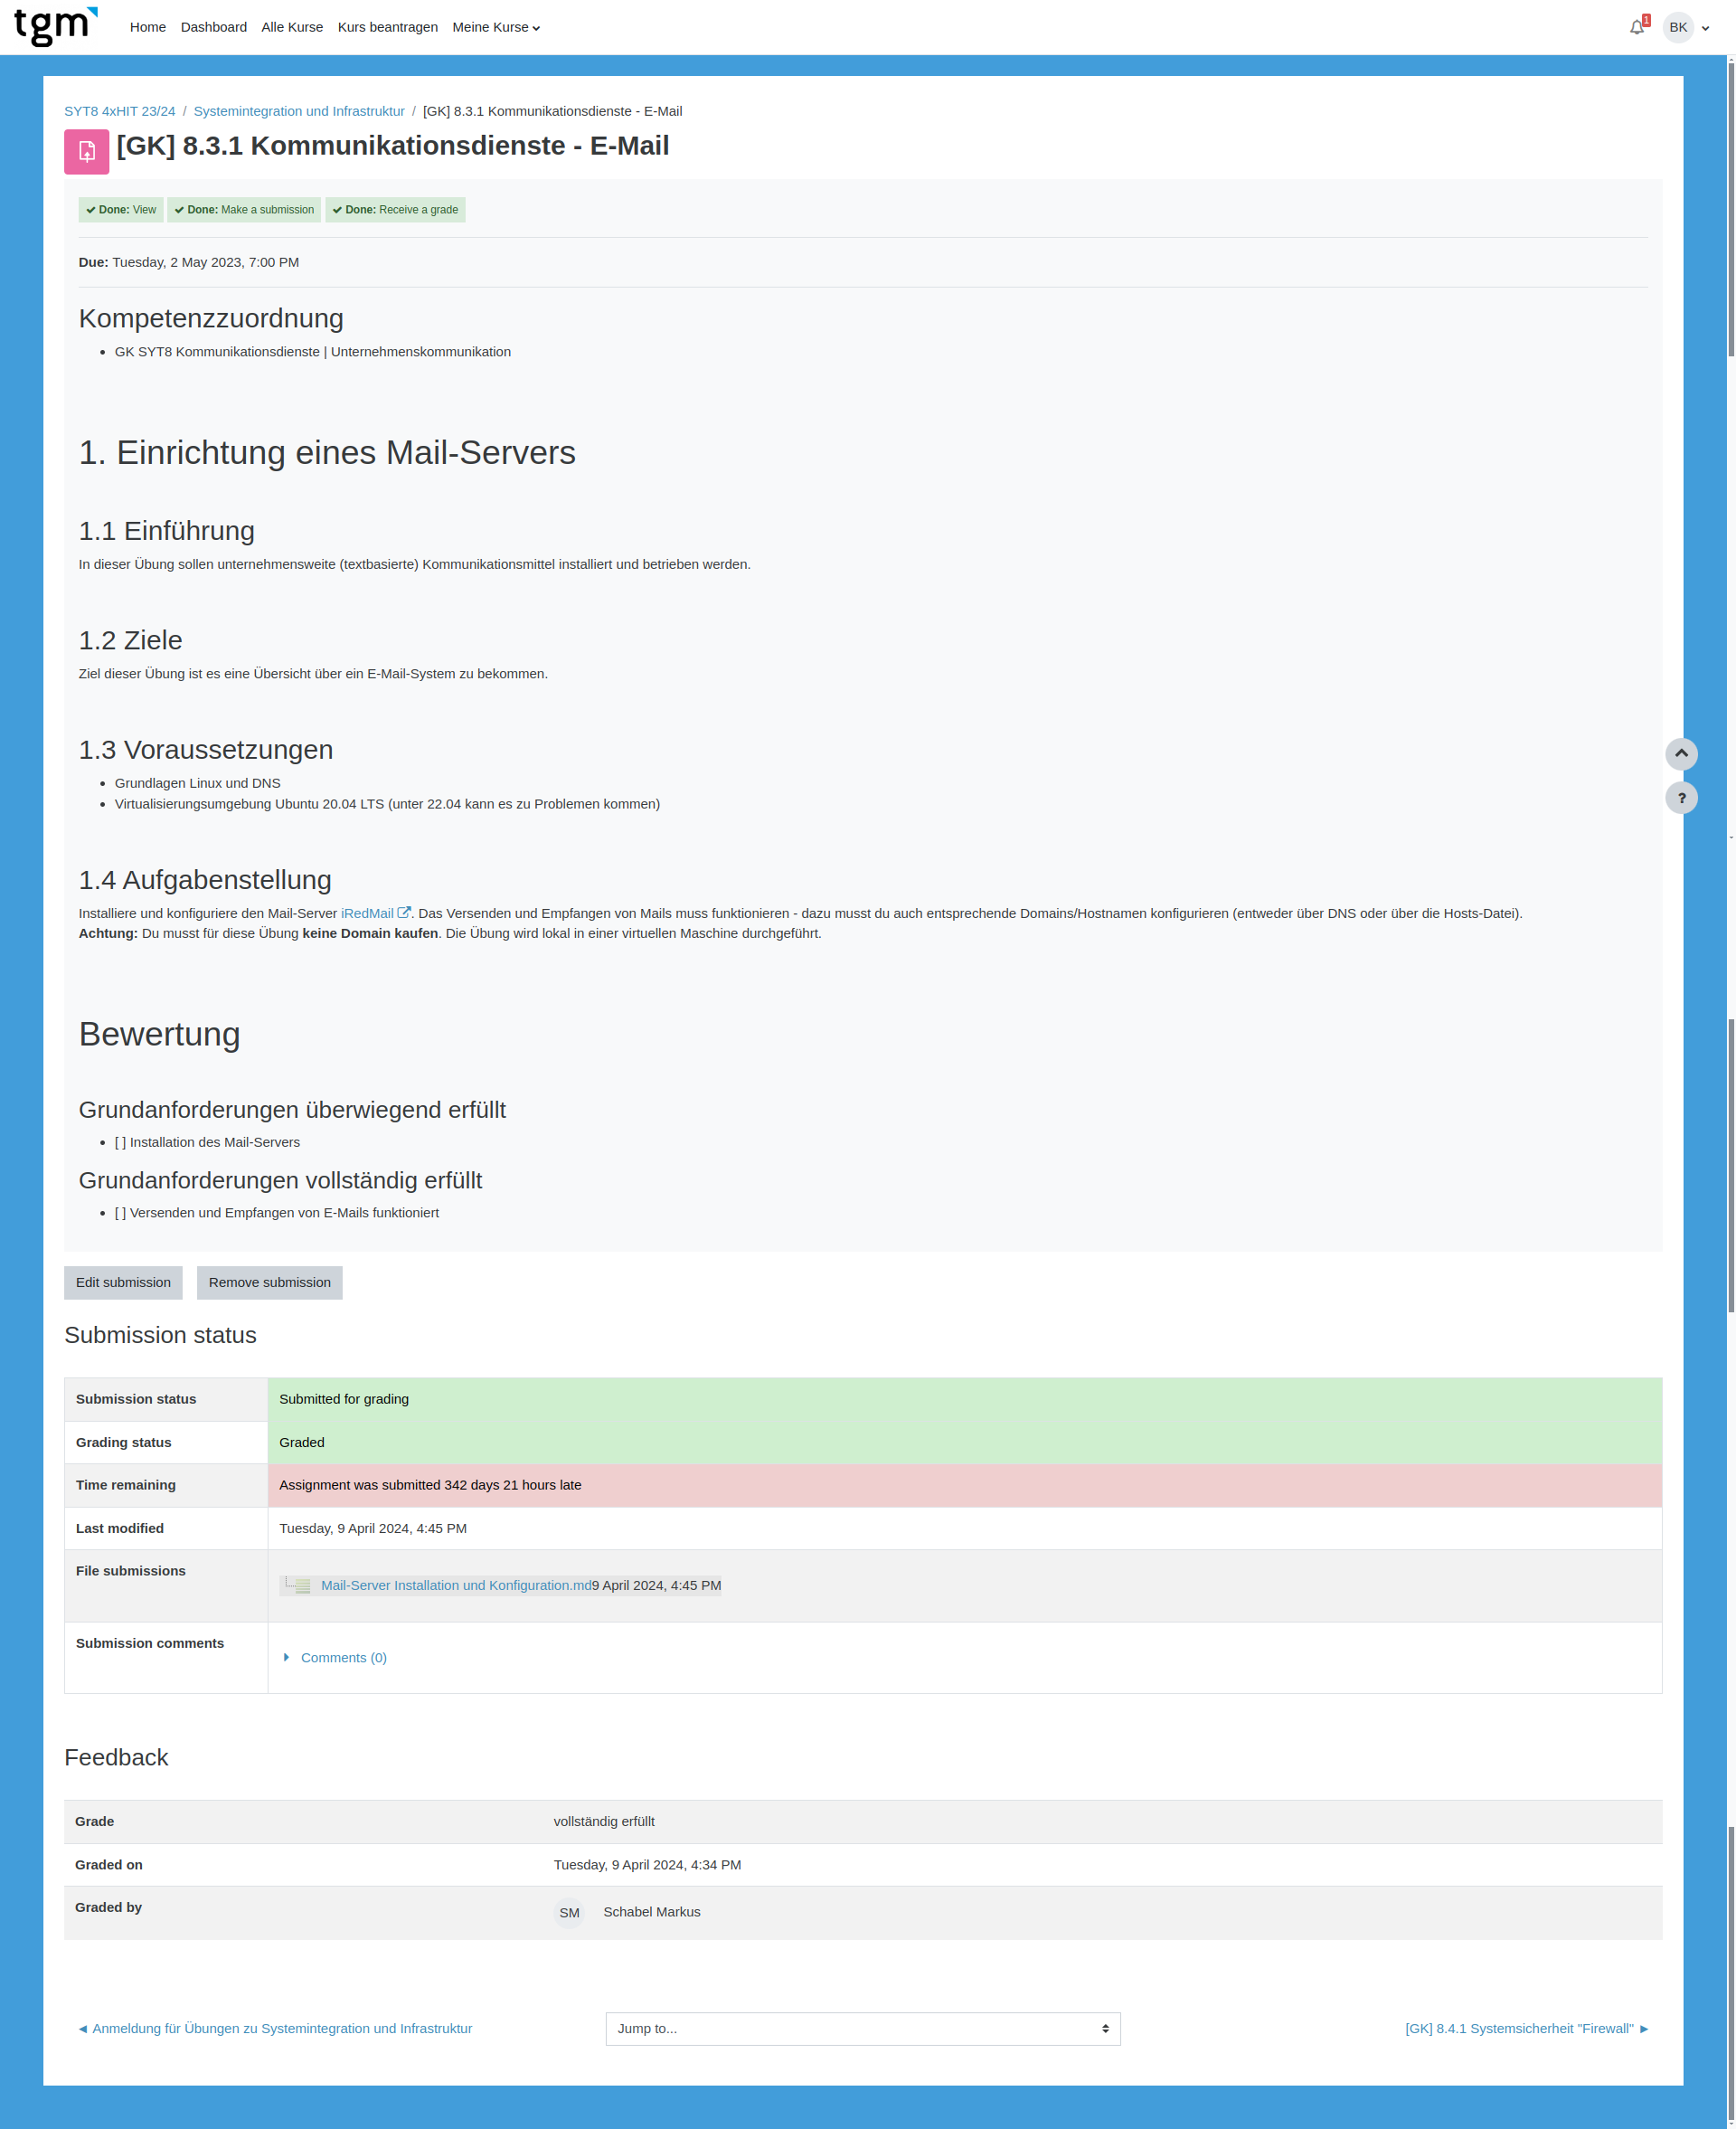 tgm
Home Dashboard Alle Kurse Kurs beantragen Meine Kurse
1
BK
SYT8 4xHIT 23/24 / Systemintegration und Infrastruktur / [GK] 8.3.1 Kommunikationsdienste - E-Mail
[GK] 8.3.1 Kommunikationsdienste - E-Mail
Done: View Done: Make a submission Done: Receive a grade
Due: Tuesday, 2 May 2023, 7:00 PM
Kompetenzzuordnung
• GK SYT8 Kommunikationsdienste | Unternehmenskommunikation
1. Einrichtung eines Mail-Servers
1.1 Einführung
In dieser Übung sollen unternehmensweite (textbasierte) Kommunikationsmittel installiert und betrieben werden.
1.2 Ziele
Ziel dieser Übung ist es eine Übersicht über ein E-Mail-System zu bekommen.
1.3 Voraussetzungen
• Grundlagen Linux und DNS
• Virtualisierungsumgebung Ubuntu 20.04 LTS (unter 22.04 kann es zu Problemen kommen)
?
1.4 Aufgabenstellung
Installiere und konfiguriere den Mail-Server iRedMail. Das Versenden und Empfangen von Mails muss funktionieren - dazu musst du auch entsprechende Domains/Hostnamen konfigurieren (entweder über DNS oder über die Hosts-Datei).
Achtung: Du musst für diese Übung keine Domain kaufen. Die Übung wird lokal in einer virtuellen Maschine durchgeführt.
Bewertung
Grundanforderungen überwiegend erfüllt
• [ ] Installation des Mail-Servers
Grundanforderungen vollständig erfüllt
• [ ] Versenden und Empfangen von E-Mails funktioniert
Edit submission Remove submission
Submission status
Submission status Submitted for grading
Grading status Graded
Time remaining Assignment was submitted 342 days 21 hours late
Last modified Tuesday, 9 April 2024, 4:45 PM
File submissions
Mail-Server Installation und Konfiguration.md9 April 2024, 4:45 PM
Submission comments
Comments (0)
Feedback
Grade vollständig erfüllt
Graded on Tuesday, 9 April 2024, 4:34 PM
Graded by SM Schabel Markus
◄ Anmeldung für Übungen zu Systemintegration und Infrastruktur Jump to... [GK] 8.4.1 Systemsicherheit "Firewall" ►